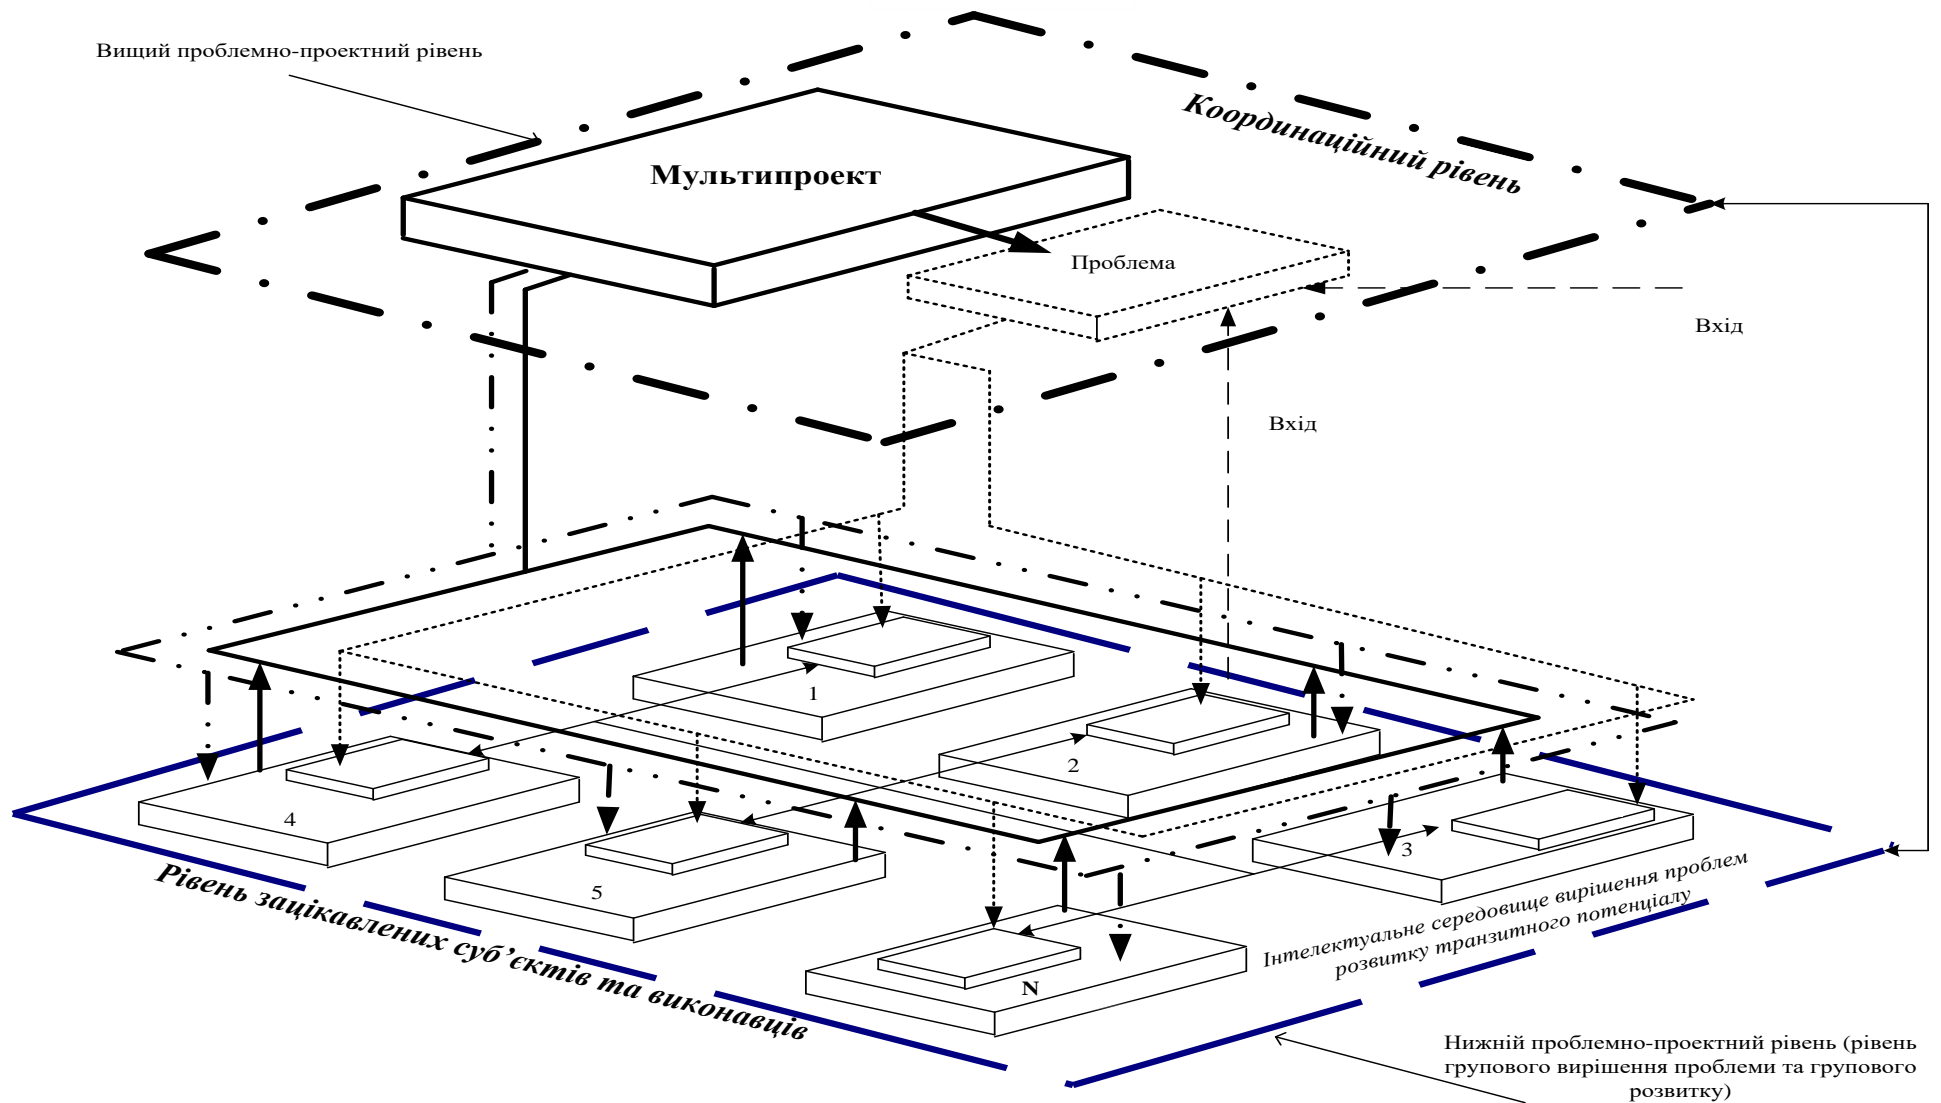 Вищий проблемно-проектний рівень
Координаційний рівень
Мультипроект
Проблема
Вхід
Вхід
1
2
3
4
5
N
Рівень зацікавлених суб’єктів та виконавців
Інтелектуальне середовище вирішення проблем
розвитку транзитного потенціалу
Нижній проблемно-проектний рівень (рівень
групового вирішення проблеми та групового
розвитку)